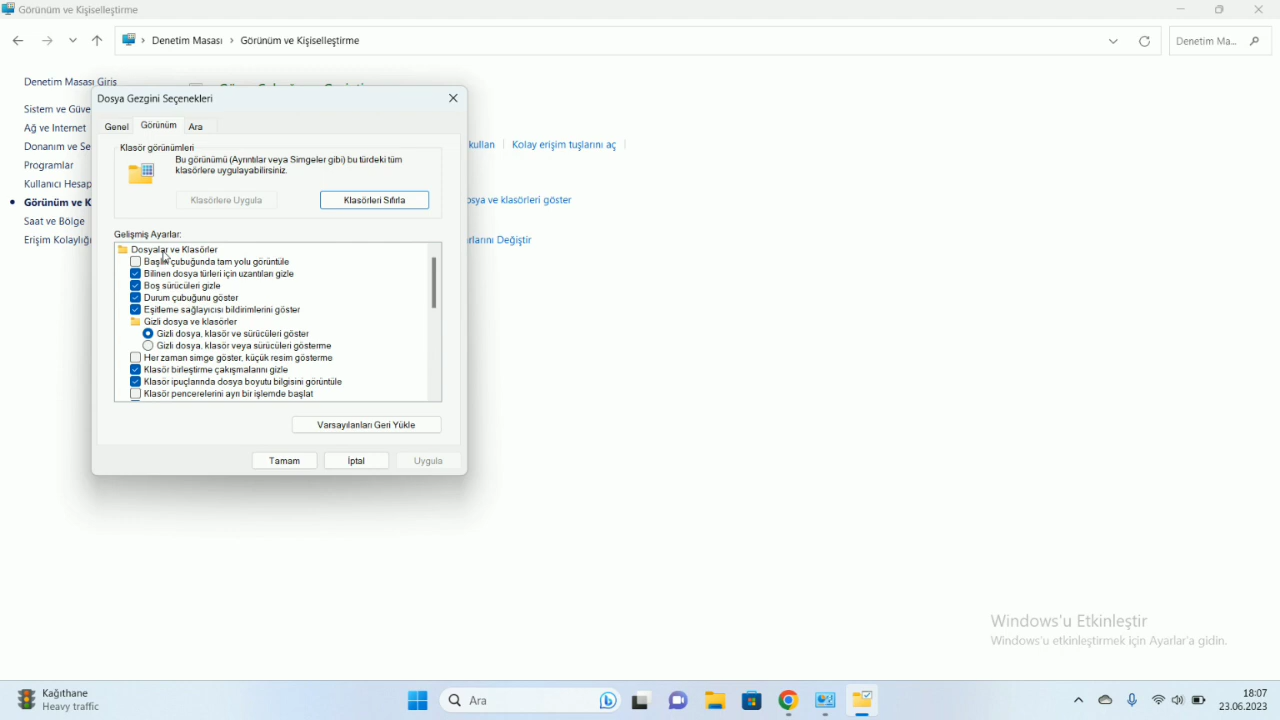 Görünüm ve Kişiselleştirme
Denetim Masası > Görünüm ve Kişiselleştirme
Denetim Ma...
Denetim Masası Giriş
Sistem ve Güve
Ağ ve Internet
Donanım ve Se
Programlar
Kullanıcı Hesap
Görünüm ve K
Saat ve Bölge
Erişim Kolaylığı
kullan
Kolay erişim tuşlarını aç
osya ve klasörleri göster
rlarını Değiştir
Dosya Gezgini Seçenekleri
Genel
Görünüm
Ara
Klasör görünümleri
Bu görünümü (Ayrıntılar veya Simgeler gibi) bu türdeki tüm
klasörlere uygulayabilirsiniz.
Klasörlere Uygula
Klasörleri Sıfırla
Gelişmiş Ayarlar:
Dosyalar ve Klasörler
Başlık çubuğunda tam yolu görüntüle
Bilinen dosya türleri için uzantıları gizle
Boş sürücüleri gizle
Durum çubuğunu göster
Eşitleme sağlayıcısı bildirimlerini göster
Gizli dosya ve klasörler
Gizli dosya, klasör ve sürücüleri göster
Gizli dosya, klasör veya sürücüleri gösterme
Her zaman simge göster, küçük resim gösterme
Klasör birleştirme çakışmalarını gizle
Klasör ipuçlarında dosya boyutu bilgisini görüntüle
Klasör pencerelerini ayrı bir işlemde başlat
Varsayılanları Geri Yükle
Tamam
İptal
Uygula
Windows'u Etkinleştir
Windows'u etkinleştirmek için Ayarlar'a gidin.
Kağıthane
Heavy traffic
Ara
18:07
23.06.2023